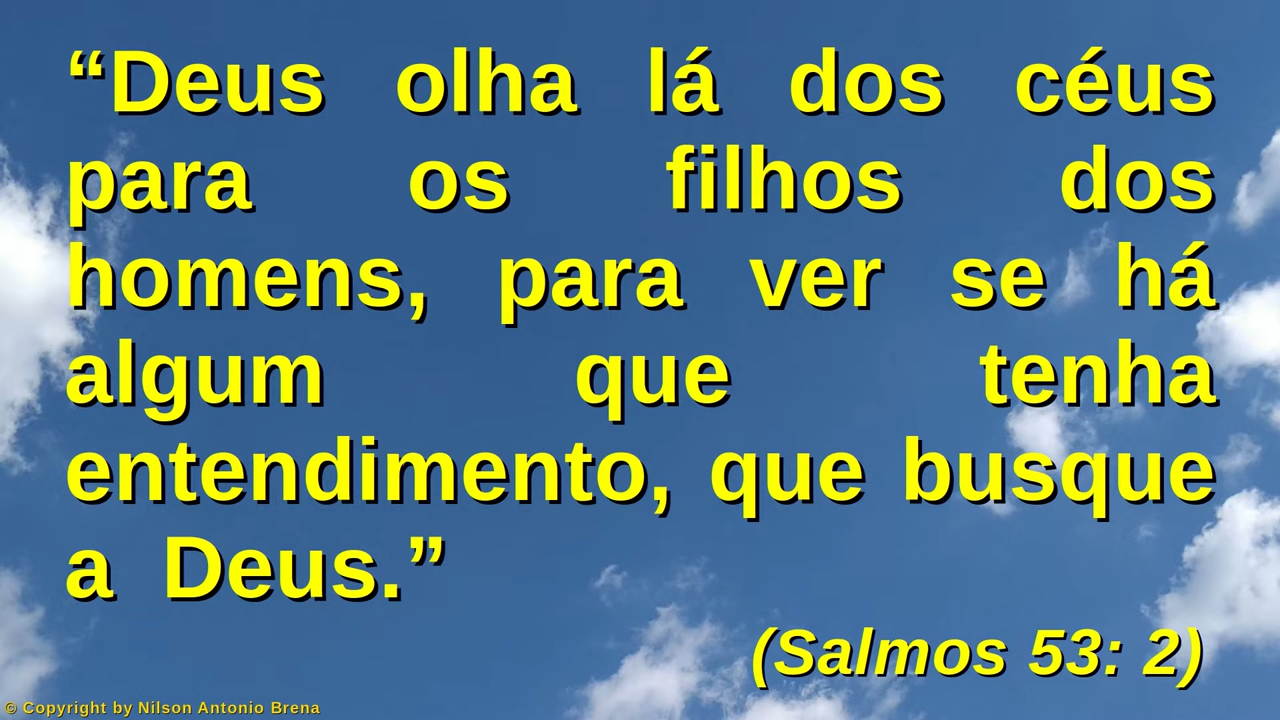 “Deus olha lá dos céus
para os filhos dos
homens, para ver se há
algum que tenha
entendimento, que busque
a Deus.”
(Salmos 53: 2)
© Copyright by Nilson Antonio Brena